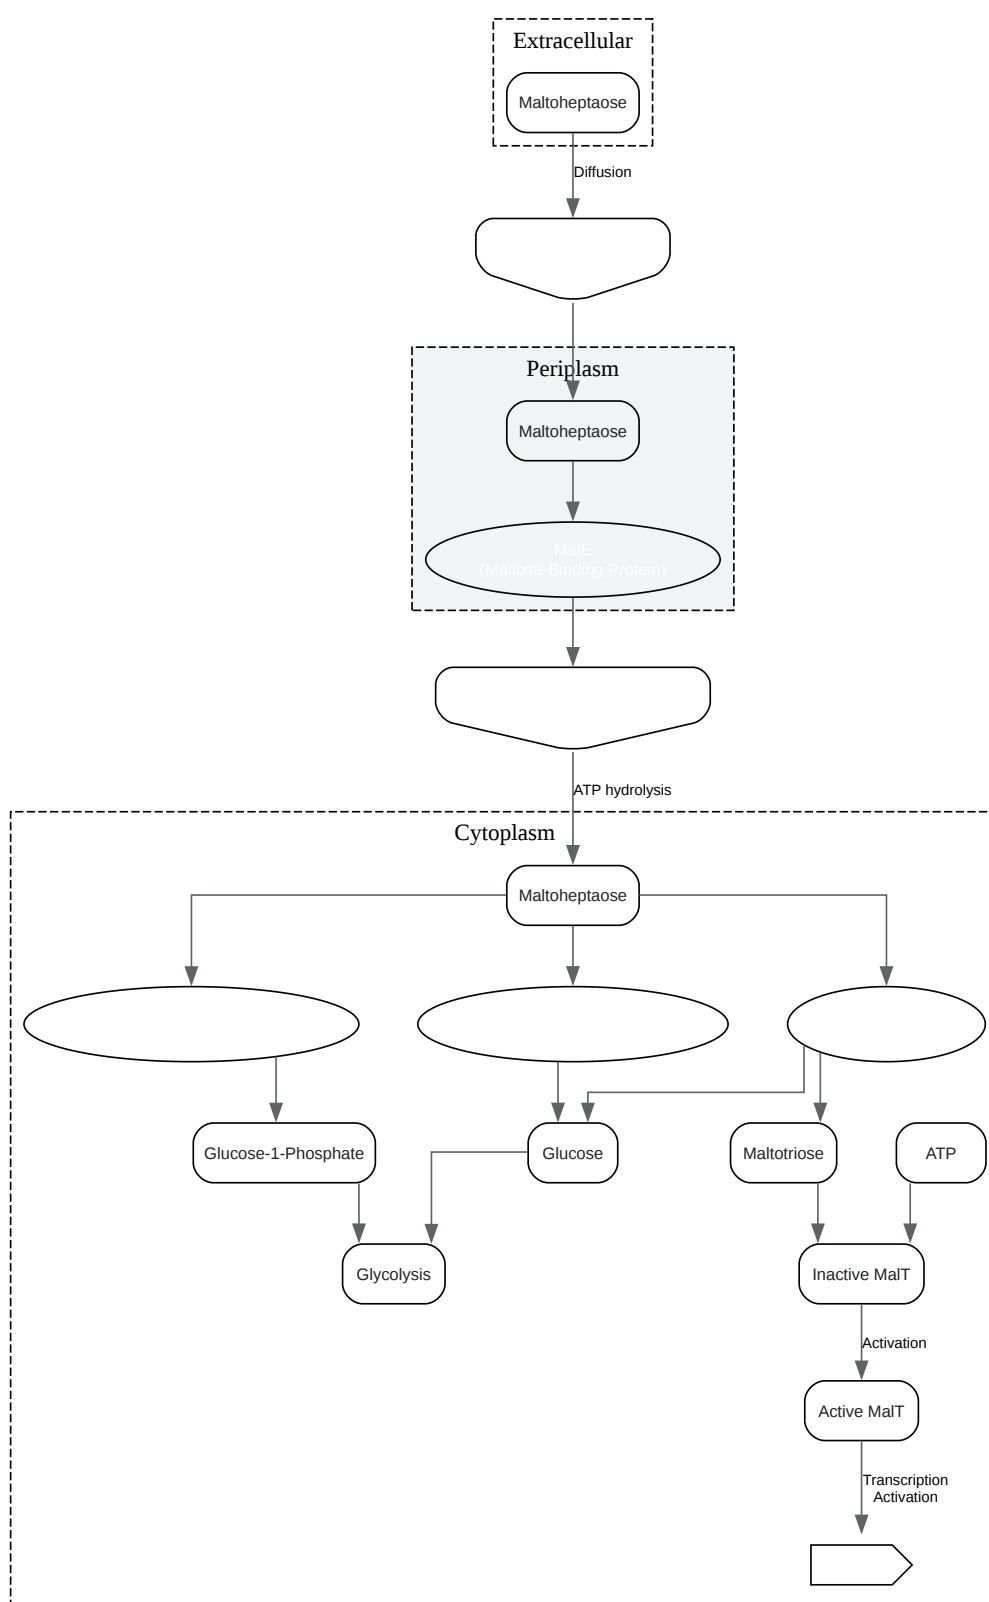 Extracellular
Maltoheptaose
Diffusion
Periplasm
Maltoheptaose
MalE
(Maltose-Binding Protein)
ATP hydrolysis
Cytoplasm
Maltoheptaose
Glucose-1-Phosphate
Glucose
Maltotriose
ATP
Glycolysis
Inactive MalT
Activation
Active MalT
Transcription
Activation